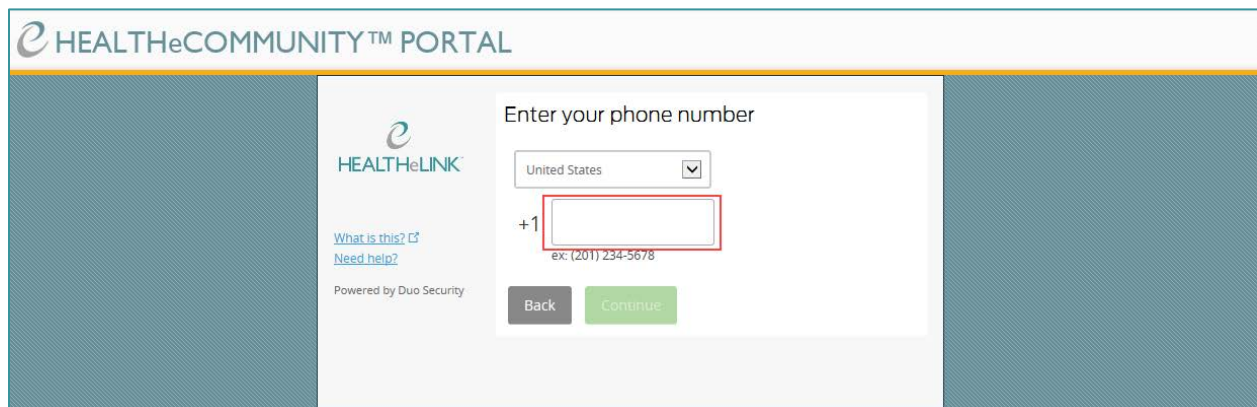 e HEALTHeCOMMUNITY™ PORTAL
Enter your phone number
e
HEALTHeLINK
United States
+1
ex: (201) 234-5678
What is this?
Need help?
Powered by Duo Security
Back
Continue